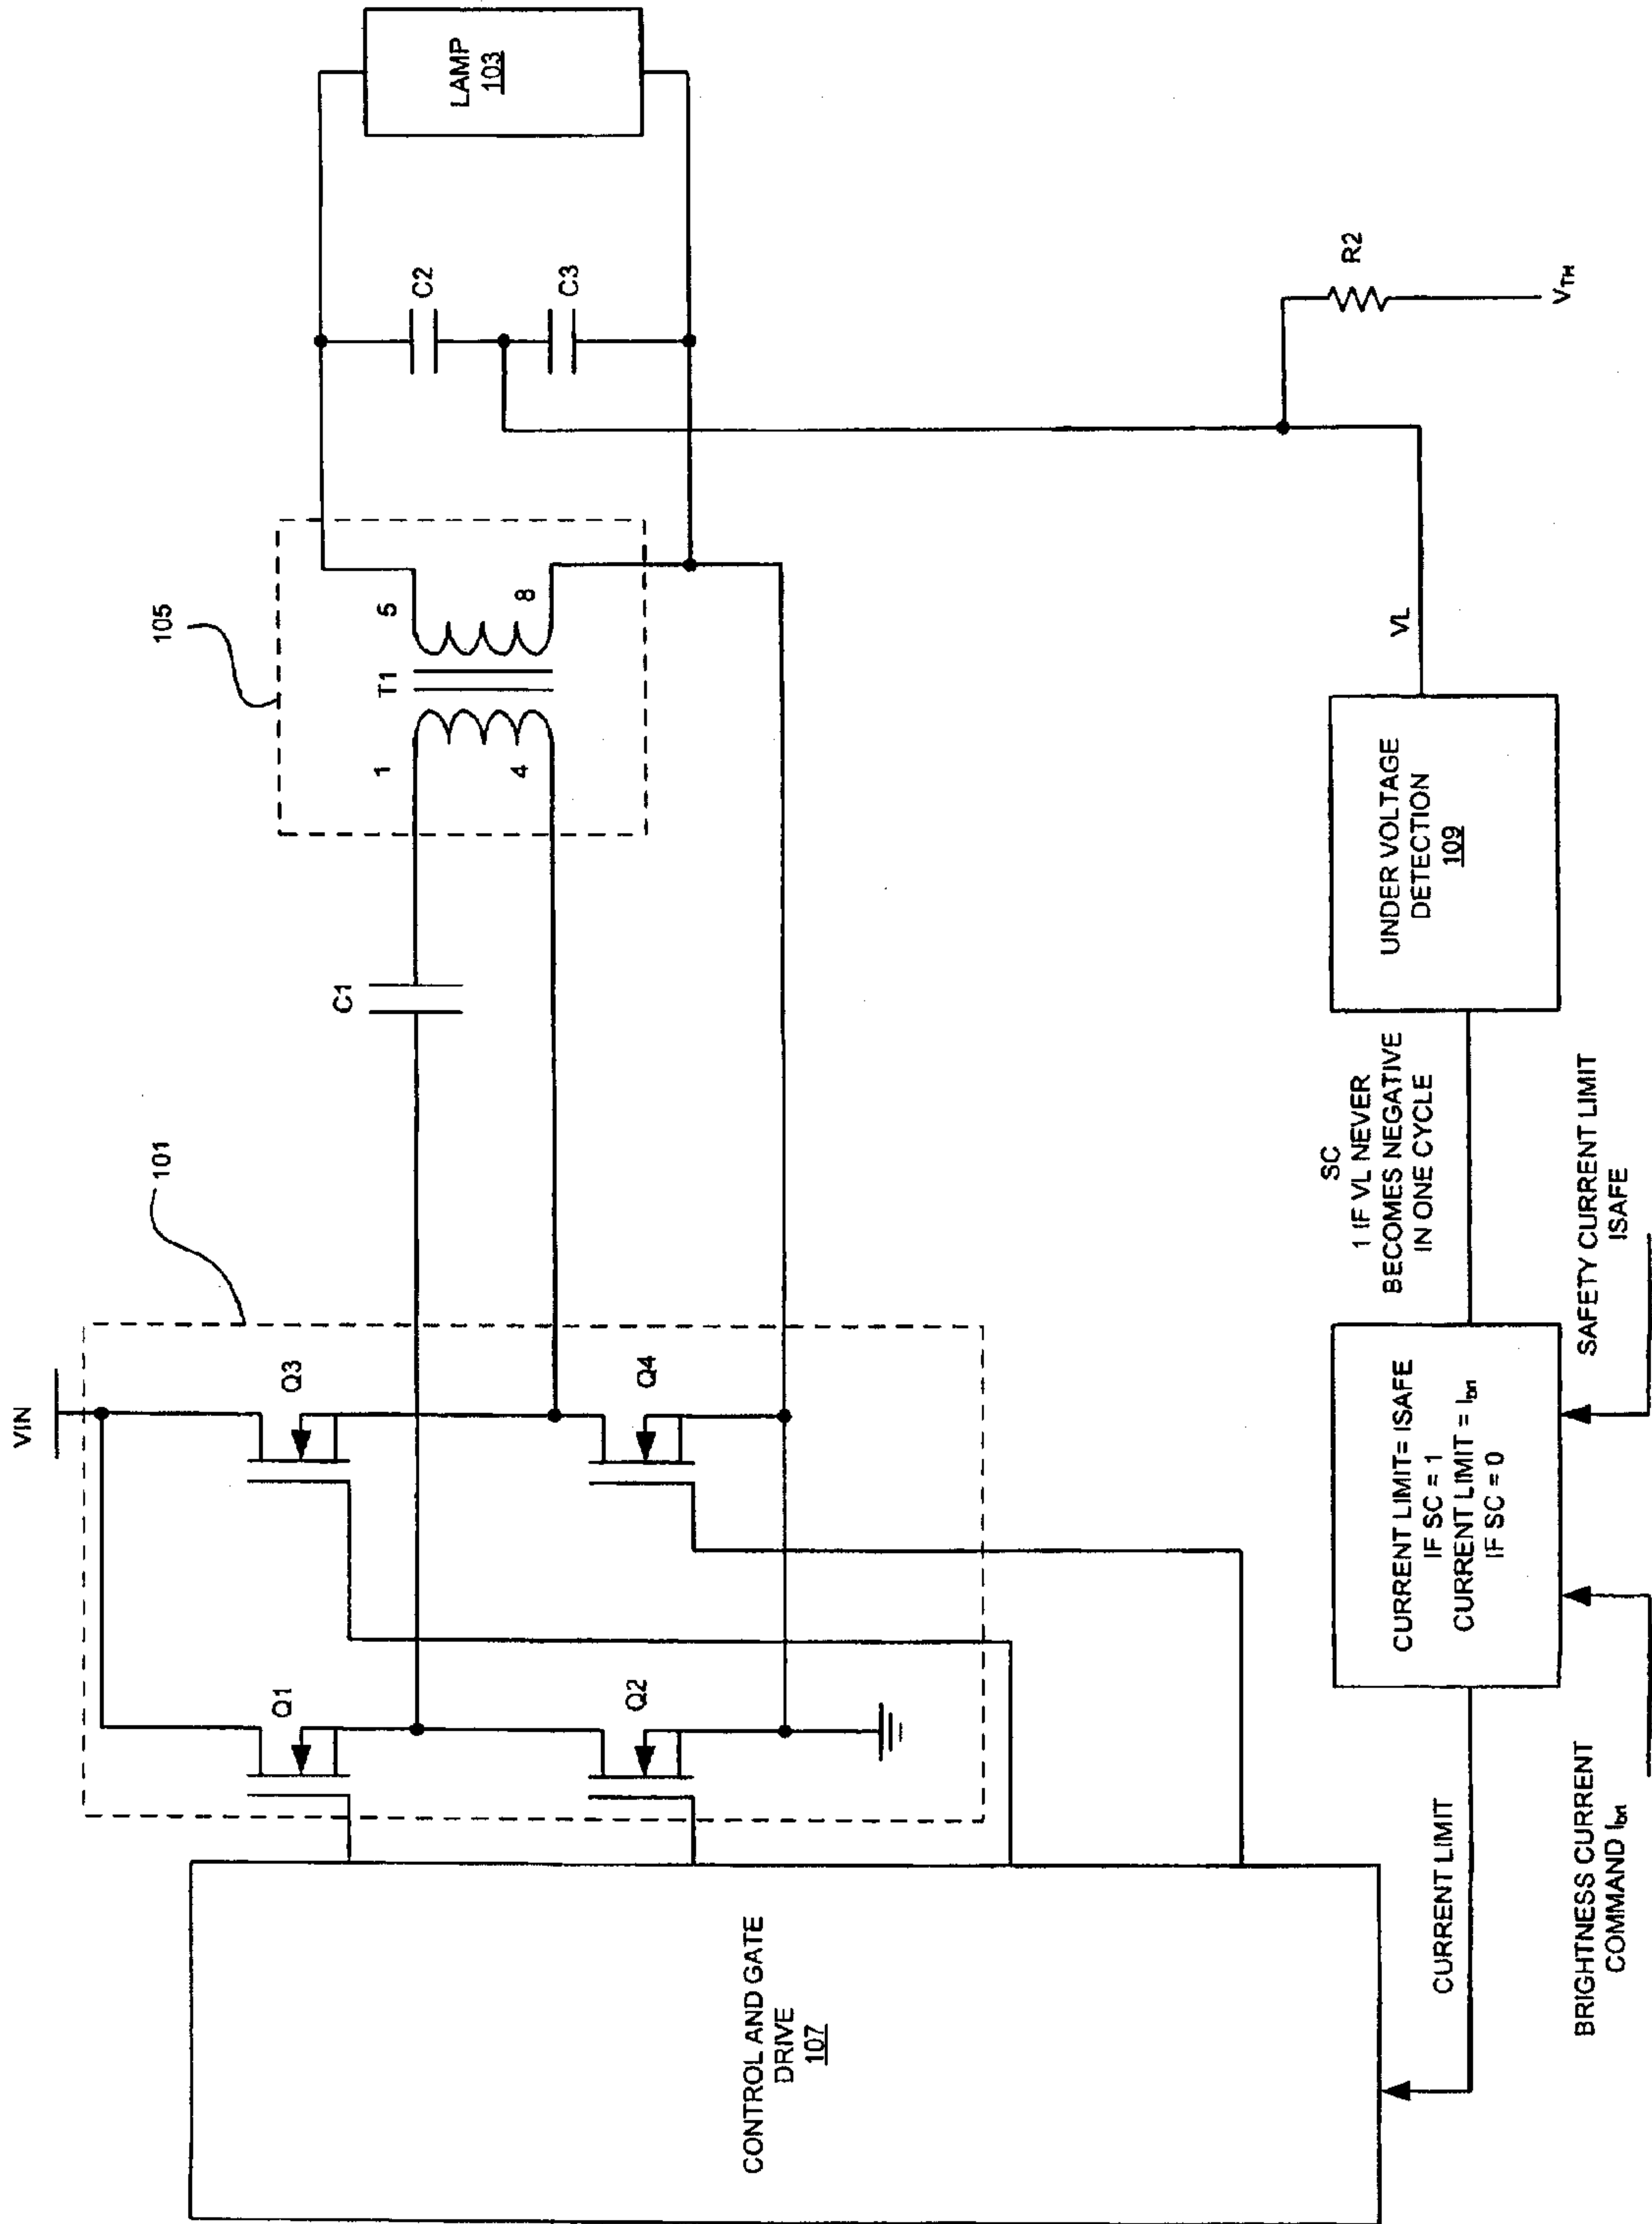 VIN
101
Q1
Q3
Q2
Q4
C1
105
1
T1
5
4
8
C2
C3
LAMP
103
CONTROL AND GATE
DRIVE
107
CURRENT LIMIT
CURRENT LIMIT= ISAFE
IF SC = 1
CURRENT LIMIT = Ibrt
IF SC = 0
BRIGHTNESS CURRENT
COMMAND Ibrt
SAFETY CURRENT LIMIT
ISAFE
SC
1 IF VL NEVER
BECOMES NEGATIVE
IN ONE CYCLE
UNDER VOLTAGE
DETECTION
109
VL
R2
VTH